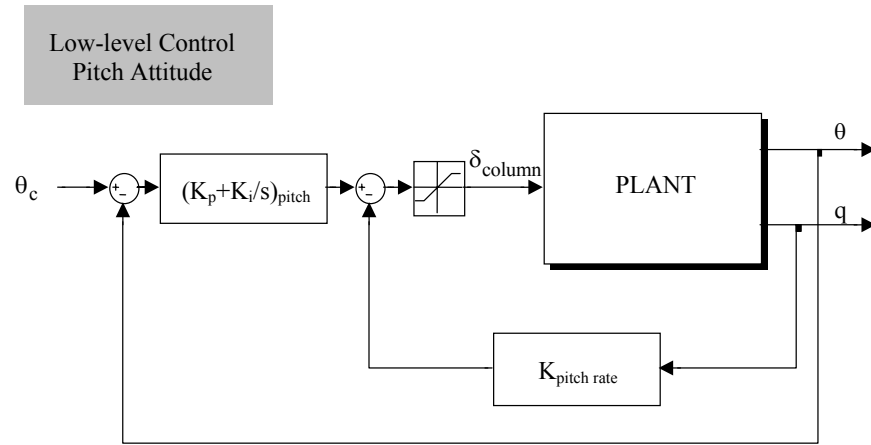 Low-level Control
Pitch Attitude
θc
+
−
(Kp+Ki/s)pitch
+
−
δcolumn
PLANT
θ
q
Kpitch rate